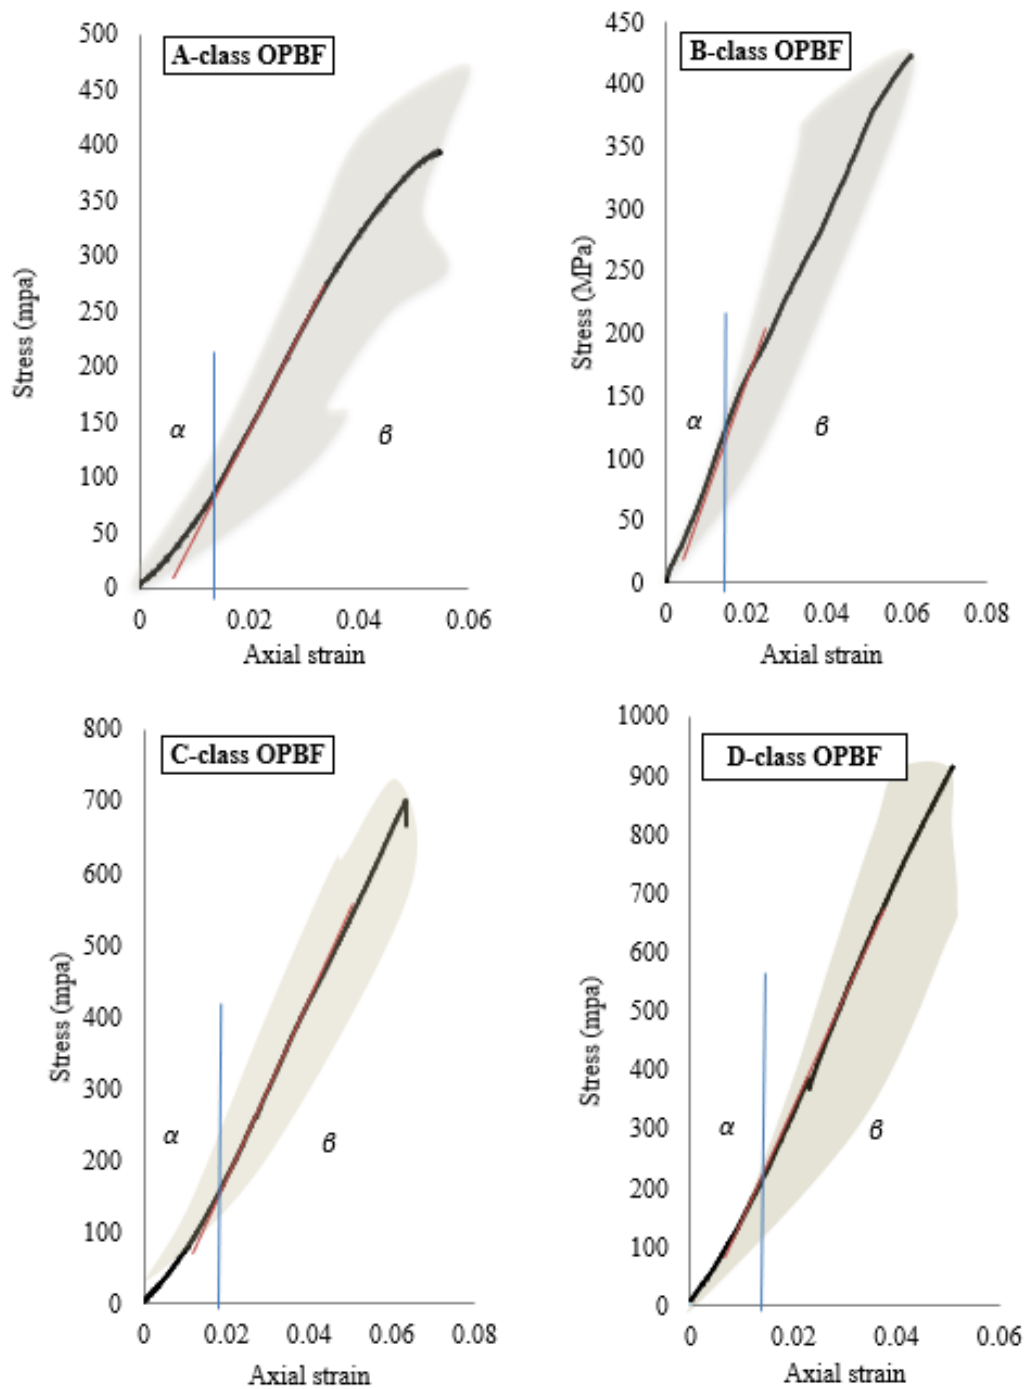 A-class OPBF
500
450
400
350
300
250
200
150
100
50
0
Stress (mpa)
α
β
0 0.02 0.04 0.06
Axial strain
B-class OPBF
450
400
350
300
250
200
150
100
50
0
Stress (MPa)
α
β
0 0.02 0.04 0.06 0.08
Axial strain
C-class OPBF
800
700
600
500
400
300
200
100
0
Stress (mpa)
α
β
0 0.02 0.04 0.06 0.08
Axial strain
D-class OPBF
1000
900
800
700
600
500
400
300
200
100
0
Stress (mpa)
α
β
0 0.02 0.04 0.06
Axial strain